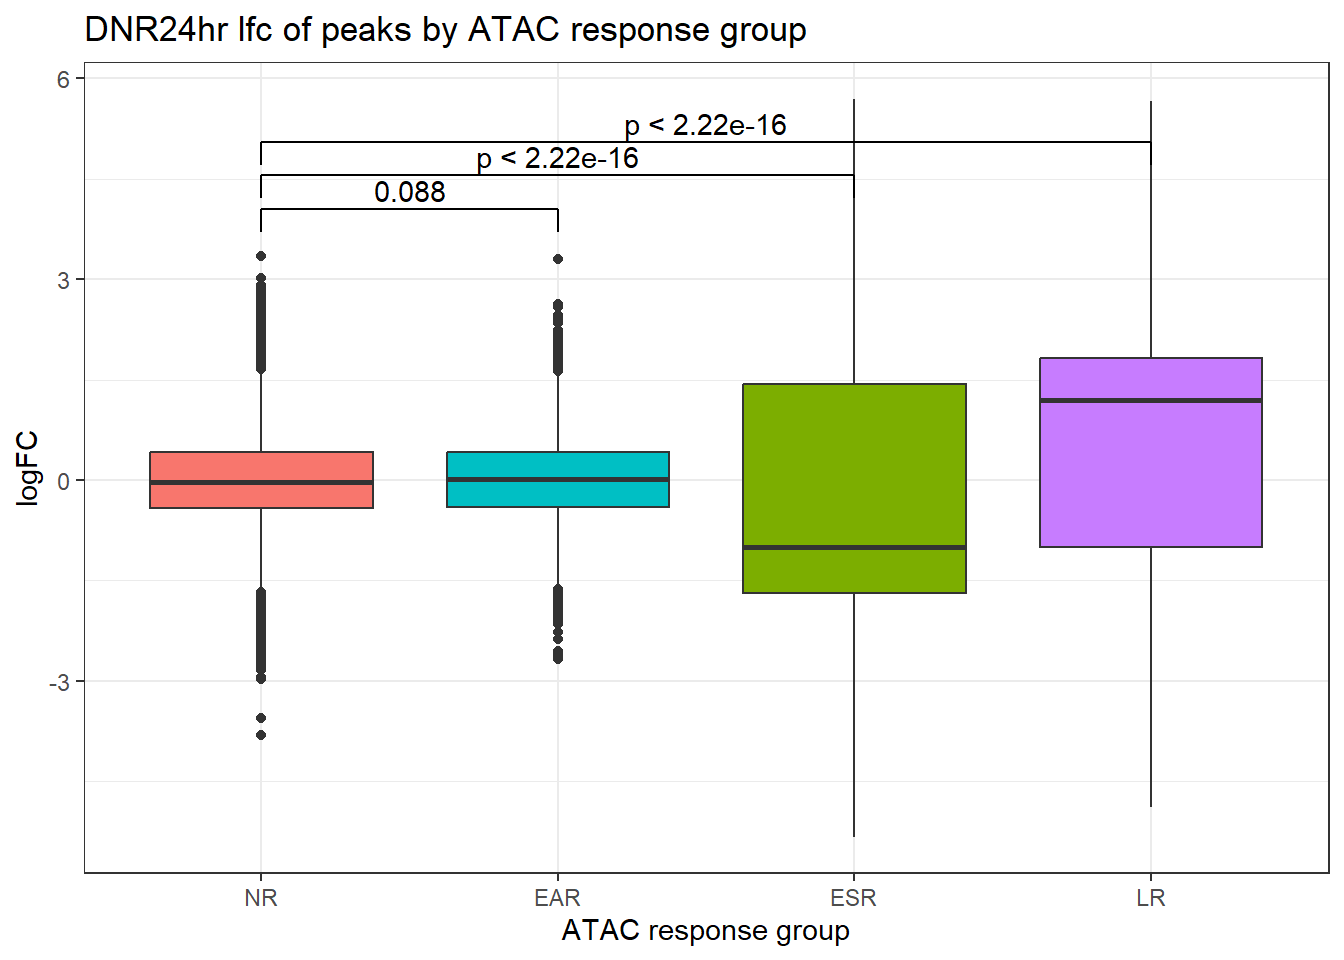 DNR24hr lfc of peaks by ATAC response group
6
3
0
-3
logFC
p < 2.22e-16
p < 2.22e-16
0.088
NR EAR ESR LR
ATAC response group